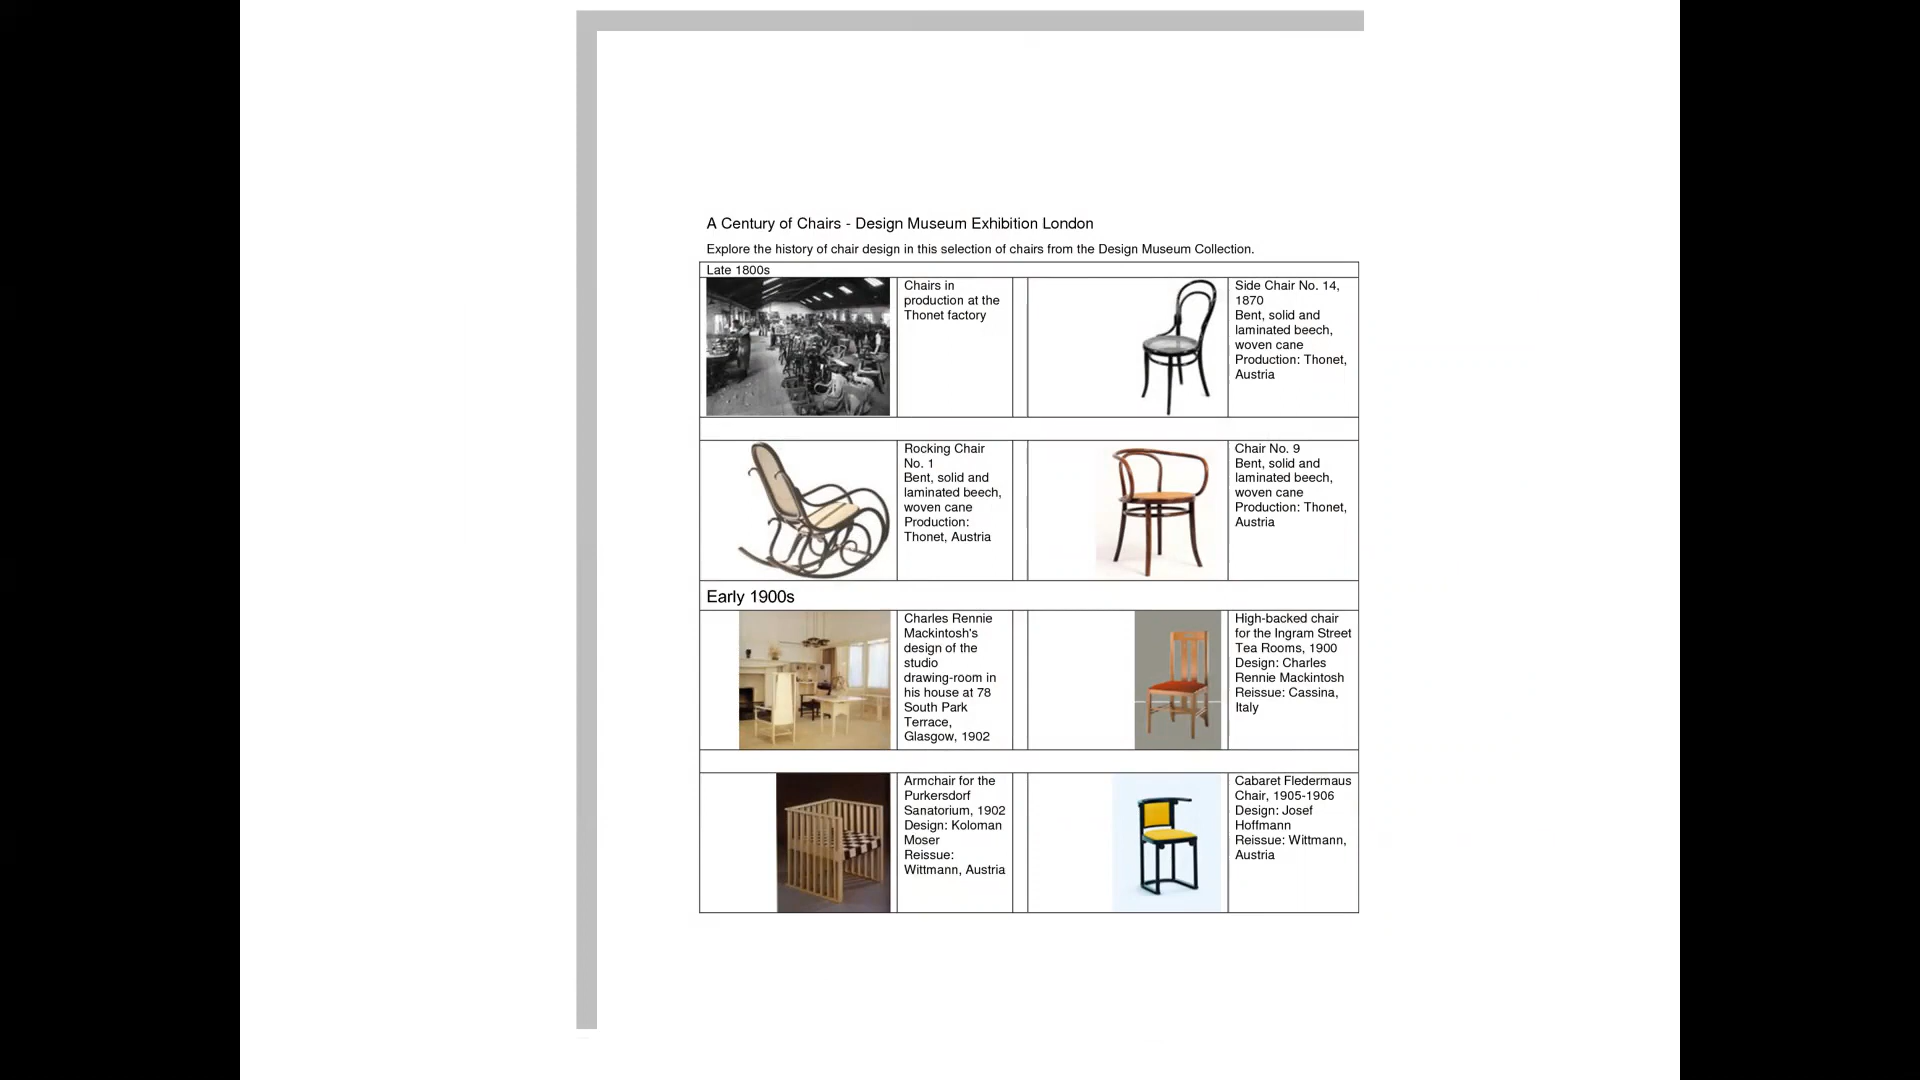 A Century of Chairs - Design Museum Exhibition London
Explore the history of chair design in this selection of chairs from the Design Museum Collection.
Late 1800s
Chairs in
production at the
Thonet factory
Side Chair No. 14,
1870
Bent, solid and
laminated beech,
woven cane
Production: Thonet,
Austria
Rocking Chair
No. 1
Bent, solid and
laminated beech,
woven cane
Production:
Thonet, Austria
Chair No. 9
Bent, solid and
laminated beech,
woven cane
Production: Thonet,
Austria
Early 1900s
Charles Rennie
Mackintosh's
design of the
studio
drawing-room in
his house at 78
South Park
Terrace,
Glasgow, 1902
High-backed chair
for the Ingram Street
Tea Rooms, 1900
Design: Charles
Rennie Mackintosh
Reissue: Cassina,
Italy
Armchair for the
Purkersdorf
Sanatorium, 1902
Design: Koloman
Moser
Reissue:
Wittmann, Austria
Cabaret Fledermaus
Chair, 1905-1906
Design: Josef
Hoffmann
Reissue: Wittmann,
Austria